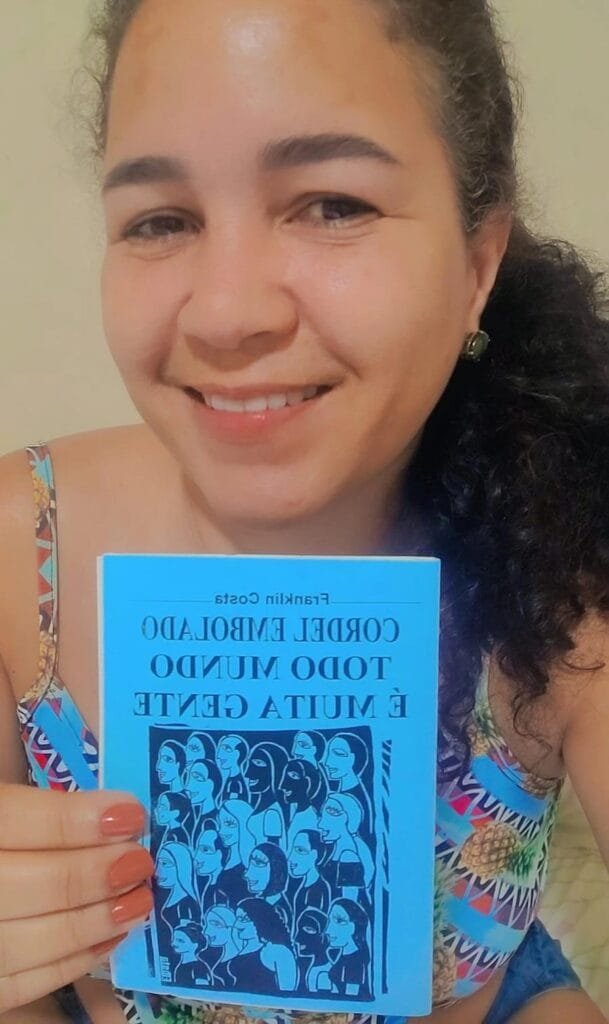 Franklin Costa
CORDEL EMBOLADO
TODO MUNDO
É MUITA GENTE